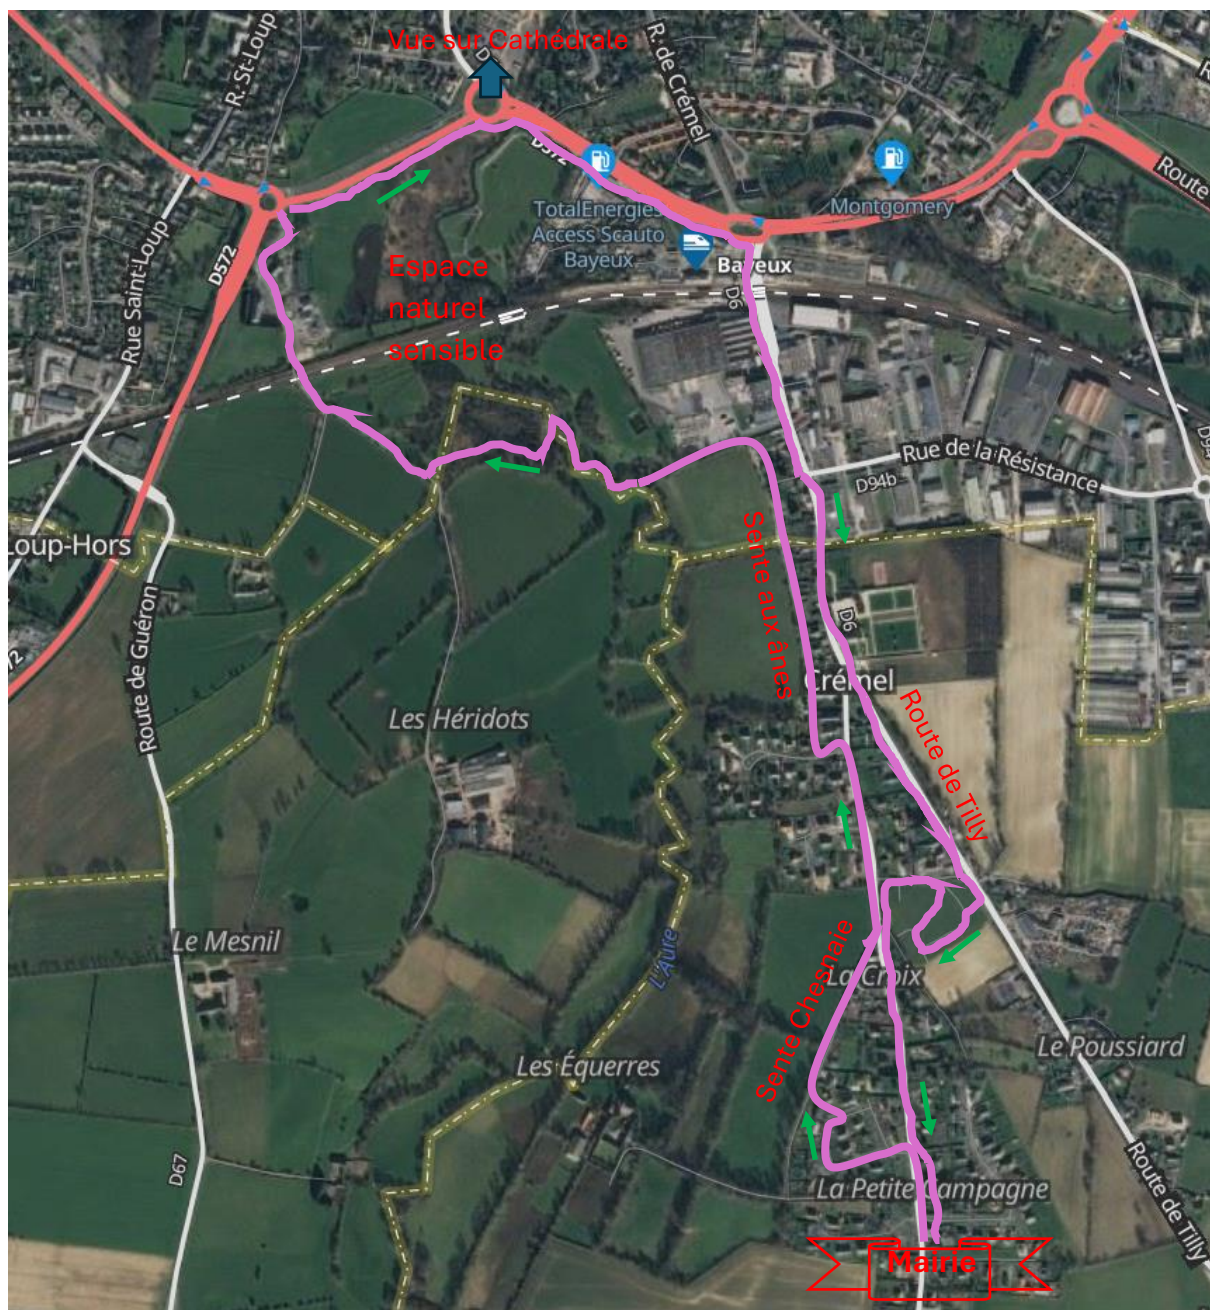 Vue sur Cathédrale
D
R. St-Loup
R. de Crémel
R
D572
Route
TotalEnergies
Access Scauto
Bayeux
Montgomery
Bayeux
Rue Saint-Loup
D572
Espace
naturel
sensible
D6
D94
Rue de la Résistance
D94b
Loup-Hors
Sente aux ânes
Route de Guéron
D6
72
Crémel
Les Héridots
Route de Tilly
Le Mesnil
L'Aure
Sente Chesnaie
La Croix
Le Poussiard
Les Équerres
D67
La Petite Campagne
Route de Tilly
Mairie